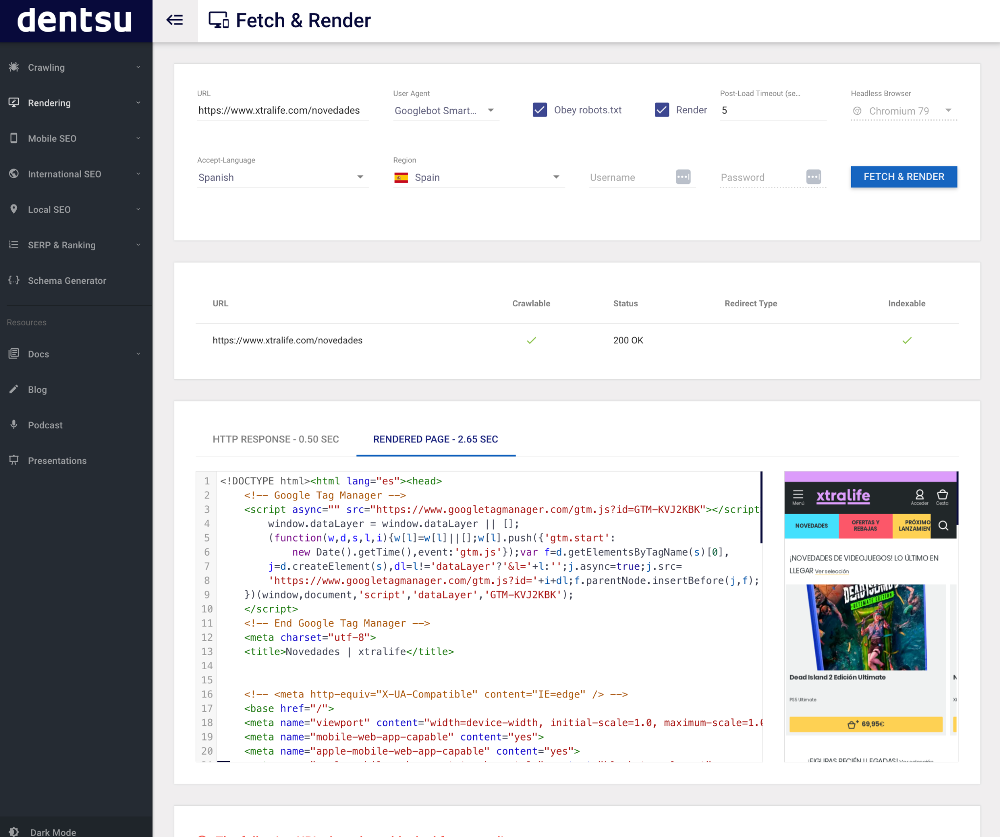 dentsu
Fetch & Render
Crawling
Rendering
Mobile SEO
International SEO
Local SEO
SERP & Ranking
Schema Generator
Resources
Docs
Blog
Podcast
Presentations
Dark Mode
URL
https://www.xtralife.com/novedades
User Agent
Googlebot Smart...
Obey robots.txt
Render
Post-Load Timeout (se...
5
Headless Browser
Chromium 79
Accept-Language
Spanish
Region
Spain
Username
Password
FETCH & RENDER
URL Crawlable Status Redirect Type Indexable
https://www.xtralife.com/novedades 200 OK
HTTP RESPONSE - 0.50 SEC
RENDERED PAGE - 2.65 SEC
1 <!DOCTYPE html><html lang="es"><head>
2 <!-- Google Tag Manager -->
3 <script async="" src="https://www.googletagmanager.com/gtm.js?id=GTM-KVJ2KBK"></script
4 window.dataLayer = window.dataLayer || [];
5 (function(w,d,s,l,i){w[l]=w[l]||[];w[l].push({'gtm.start':
6 new Date().getTime(),event:'gtm.js'});var f=d.getElementsByTagName(s)[0],
7 j=d.createElement(s),dl=l!='dataLayer'?'&l='+l:'';j.async=true;j.src=
8 'https://www.googletagmanager.com/gtm.js?id='+i+dl;f.parentNode.insertBefore(j,f);
9 })(window,document,'script','dataLayer','GTM-KVJ2KBK');
10 </script>
11 <!-- End Google Tag Manager -->
12 <meta charset="utf-8">
13 <title>Novedades | xtralife</title>
14
15
16 <!-- <meta http-equiv="X-UA-Compatible" content="IE=edge" /> -->
17 <base href="/">
18 <meta name="viewport" content="width=device-width, initial-scale=1.0, maximum-scale=1.0
19 <meta name="mobile-web-app-capable" content="yes">
20 <meta name="apple-mobile-web-app-capable" content="yes">
Menú
xtralife
Acceder
Cesta
NOVEDADES
OFERTAS Y
REBAJAS
PRÓXIMO
LANZAMIEN
¡NOVEDADES DE VIDEOJUEGOS! LO ÚLTIMO EN
LLEGAR Ver selección
DEAD ISLAND
ULTIMATE EDITION
Dead Island 2 Edición Ultimate
PS5 Ultimate
69,95€
¡FIGURAS RECIÉN LLEGADAS! Ver selección